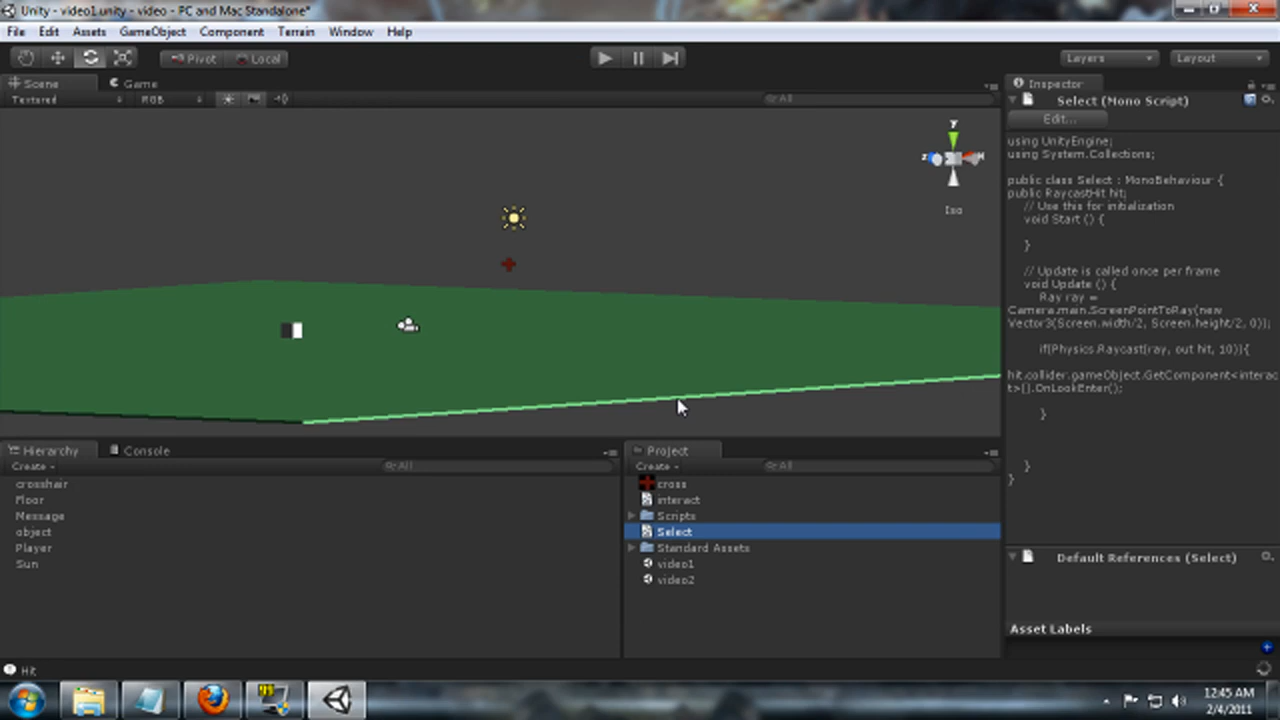 Unity - video1.unity - video - PC and Mac Standalone*
File Edit Assets GameObject Component Terrain Window Help
Pivot Local Layers Layout
Scene Game
Textured RGB All
y
Iso
Inspector
Select (Mono Script)
Edit...
using UnityEngine;
using System.Collections;
public class Select : MonoBehaviour {
public RaycastHit hit;
// Use this for initialization
void Start () {
}
// Update is called once per frame
void Update () {
Ray ray =
Camera.main.ScreenPointToRay(new
Vector3(Screen.width/2, Screen.height/2, 0));
if(Physics.Raycast(ray, out hit, 10)){
hit.collider.gameObject.GetComponent<interac
t>().OnLookEnter();
}
}
}
Default References (Select)
Asset Labels
Hierarchy Console
Create All
crosshair
Floor
Message
object
Player
Sun
Project
Create All
cross
interact
Scripts
Select
Standard Assets
video1
video2
Hit
12:45 AM
2/4/2011